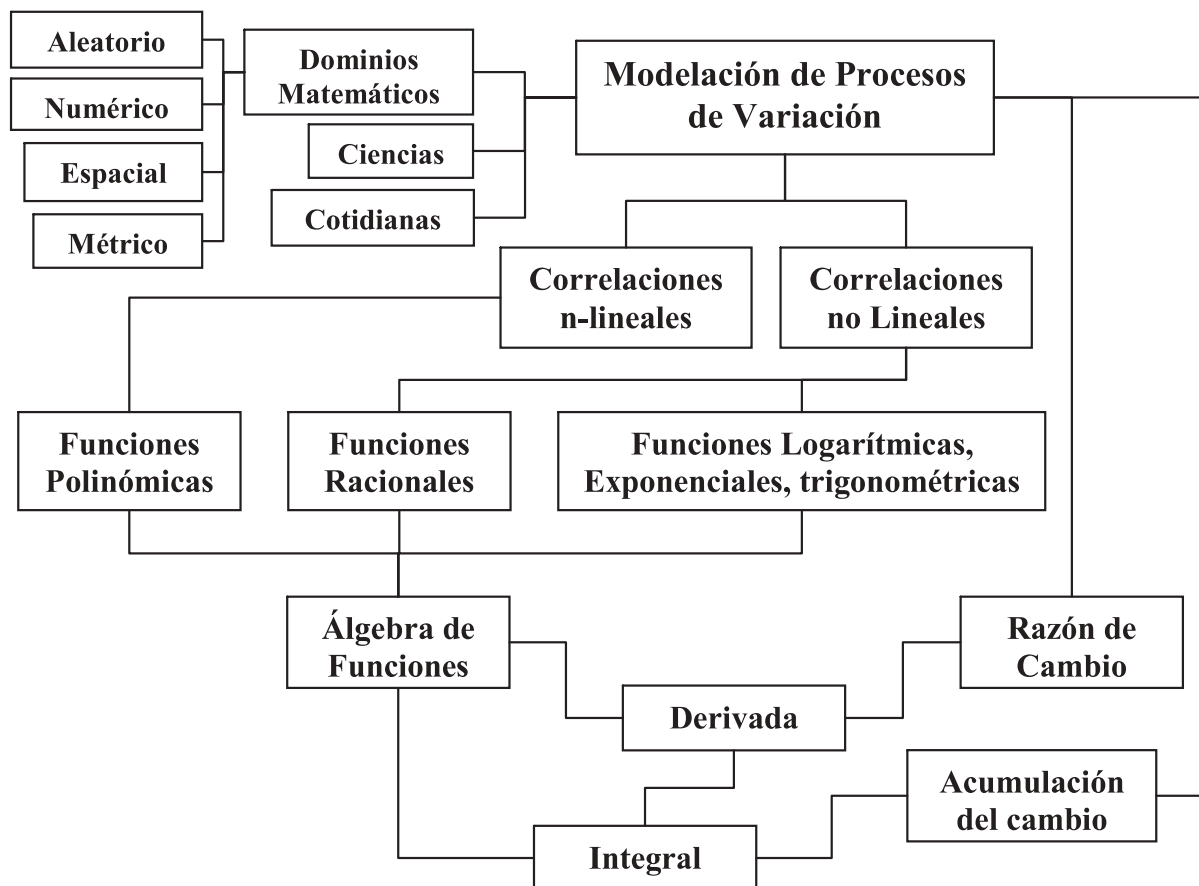 Aleatorio
Numérico
Espacial
Métrico
Dominios
Matemáticos
Ciencias
Cotidianas
Modelación de Procesos
de Variación
Correlaciones
n-lineales
Correlaciones
no Lineales
Funciones
Polinómicas
Funciones
Racionales
Funciones Logarítmicas,
Exponenciales, trigonométricas
Álgebra de
Funciones
Razón de
Cambio
Derivada
Acumulación
del cambio
Integral